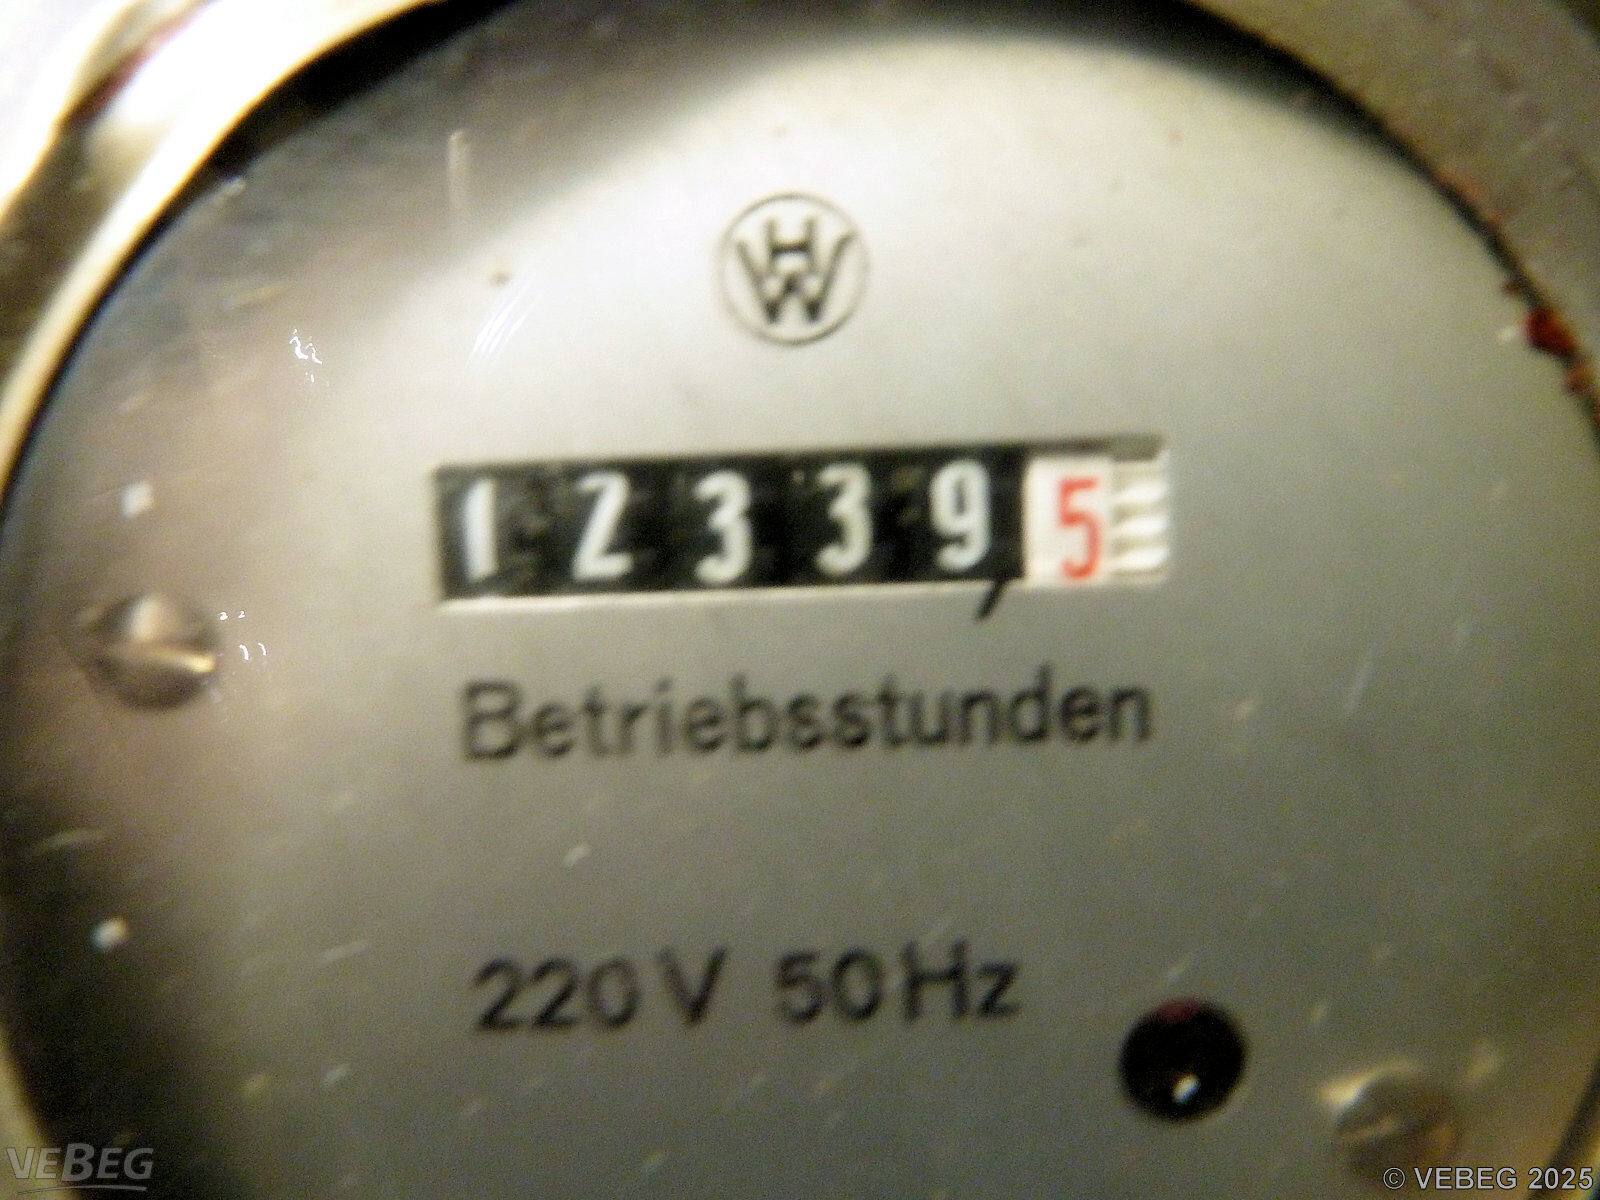 HW
12339,5
Betriebsstunden
220V 50Hz
VEBEG
© VEBEG 2025